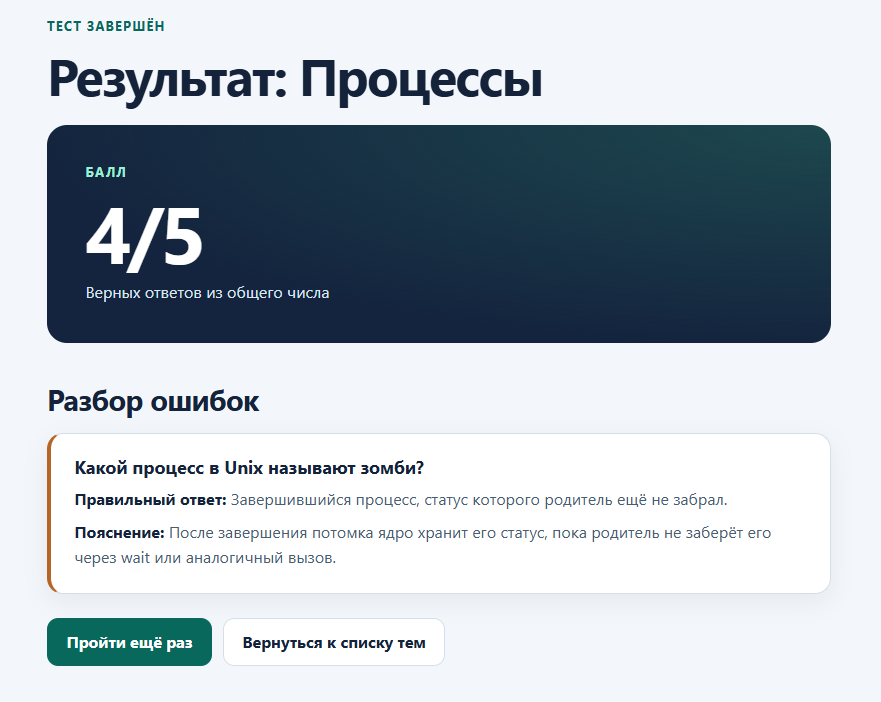 ТЕСТ ЗАВЕРШЁН
Результат: Процессы
БАЛЛ
4/5
Верных ответов из общего числа
Разбор ошибок
Какой процесс в Unix называют зомби?
Правильный ответ: Завершившийся процесс, статус которого родитель ещё не забрал.
Пояснение: После завершения потомка ядро хранит его статус, пока родитель не заберёт его
через wait или аналогичный вызов.
Пройти ещё раз
Вернуться к списку тем